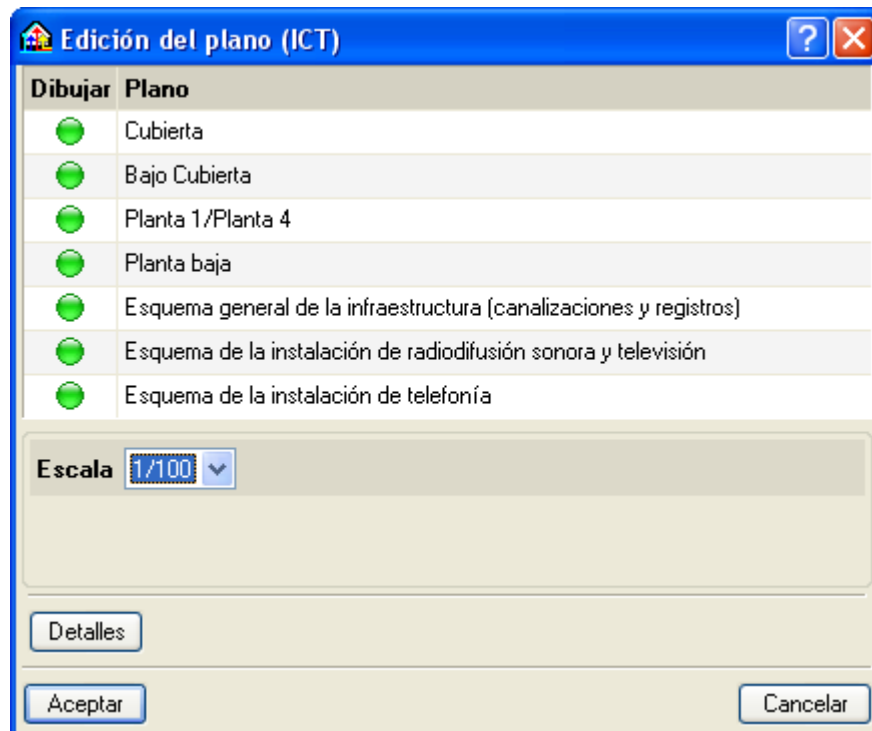 Edición del plano (ICT)
Dibujar Plano
Cubierta
Bajo Cubierta
Planta 1/Planta 4
Planta baja
Esquema general de la infraestructura (canalizaciones y registros)
Esquema de la instalación de radiodifusión sonora y televisión
Esquema de la instalación de telefonía
Escala 1/100
Detalles
Aceptar Cancelar